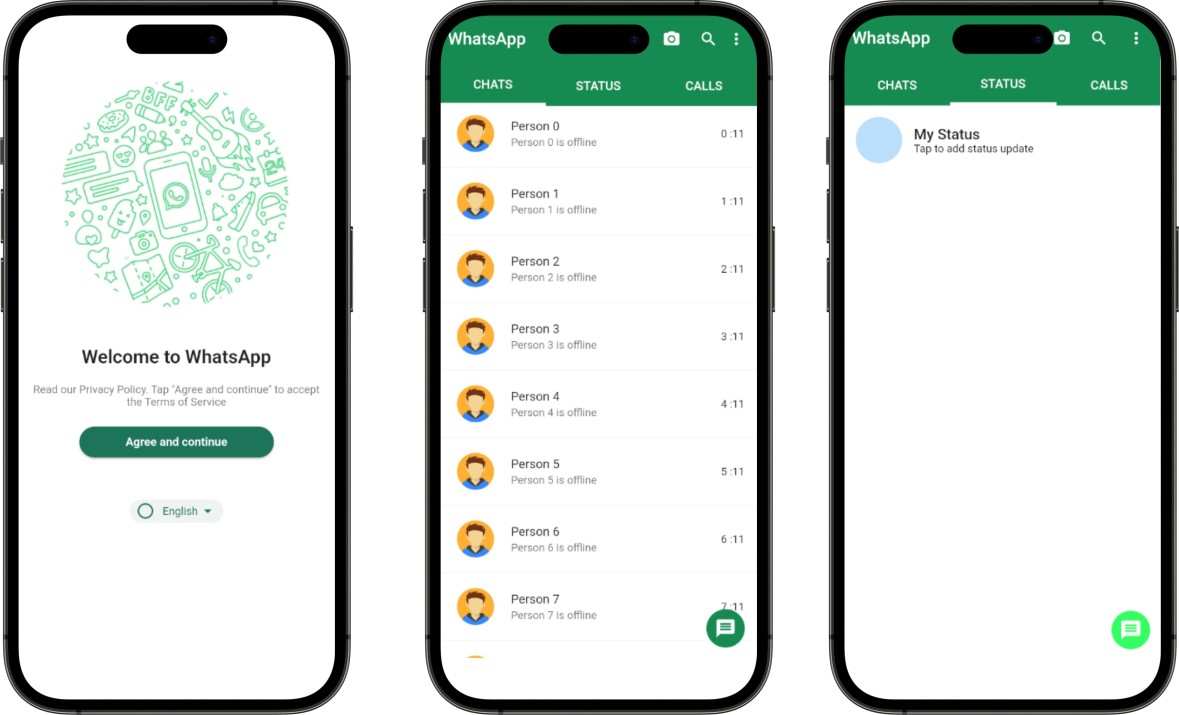 BFF
Welcome to WhatsApp
Read our Privacy Policy. Tap "Agree and continue" to accept
the Terms of Service
Agree and continue
English
WhatsApp
CHATS STATUS CALLS
Person 0
Person 0 is offline
0 :11
Person 1
Person 1 is offline
1 :11
Person 2
Person 2 is offline
2 :11
Person 3
Person 3 is offline
3 :11
Person 4
Person 4 is offline
4 :11
Person 5
Person 5 is offline
5 :11
Person 6
Person 6 is offline
6 :11
Person 7
Person 7 is offline
7 :11
WhatsApp
CHATS STATUS CALLS
My Status
Tap to add status update